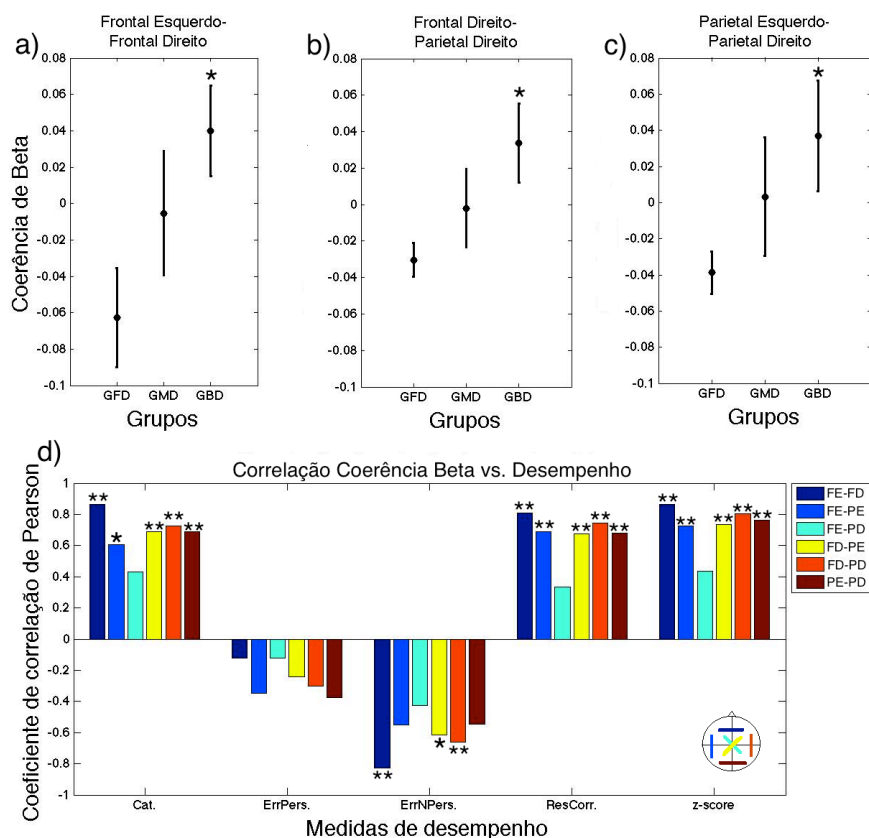 a)
Frontal Esquerdo-
Frontal Direito
0.08
0.06
0.04
0.02
0
-0.02
-0.04
-0.06
-0.08
-0.1
Coerência de Beta
*
GFD GMD GBD
Grupos
b)
Frontal Direito-
Parietal Direito
0.08
0.06
0.04
0.02
0
-0.02
-0.04
0.06
0.08
-0.1
*
GFD GMD GBD
Grupos
c)
Parietal Esquerdo-
Parietal Direito
0.08
0.06
0.04
0.02
0
-0.02
-0.04
-0.06
-0.08
-0.1
*
GFD GMD GBD
Grupos
d)
Correlação Coerência Beta vs. Desempenho
Coeficiente de correlação de Pearson
1
0.8
0.6
0.4
0.2
0
-0.2
-0.4
-0.6
-0.8
-1
** * ** ** **
** * **
** ** ** ** **
** ** ** ** **
Cat. ErrPers. ErrNPers. ResCorr. z-score
Medidas de desempenho
FE-FD
FE-PE
FE-PD
FD-PE
FD-PD
PE-PD